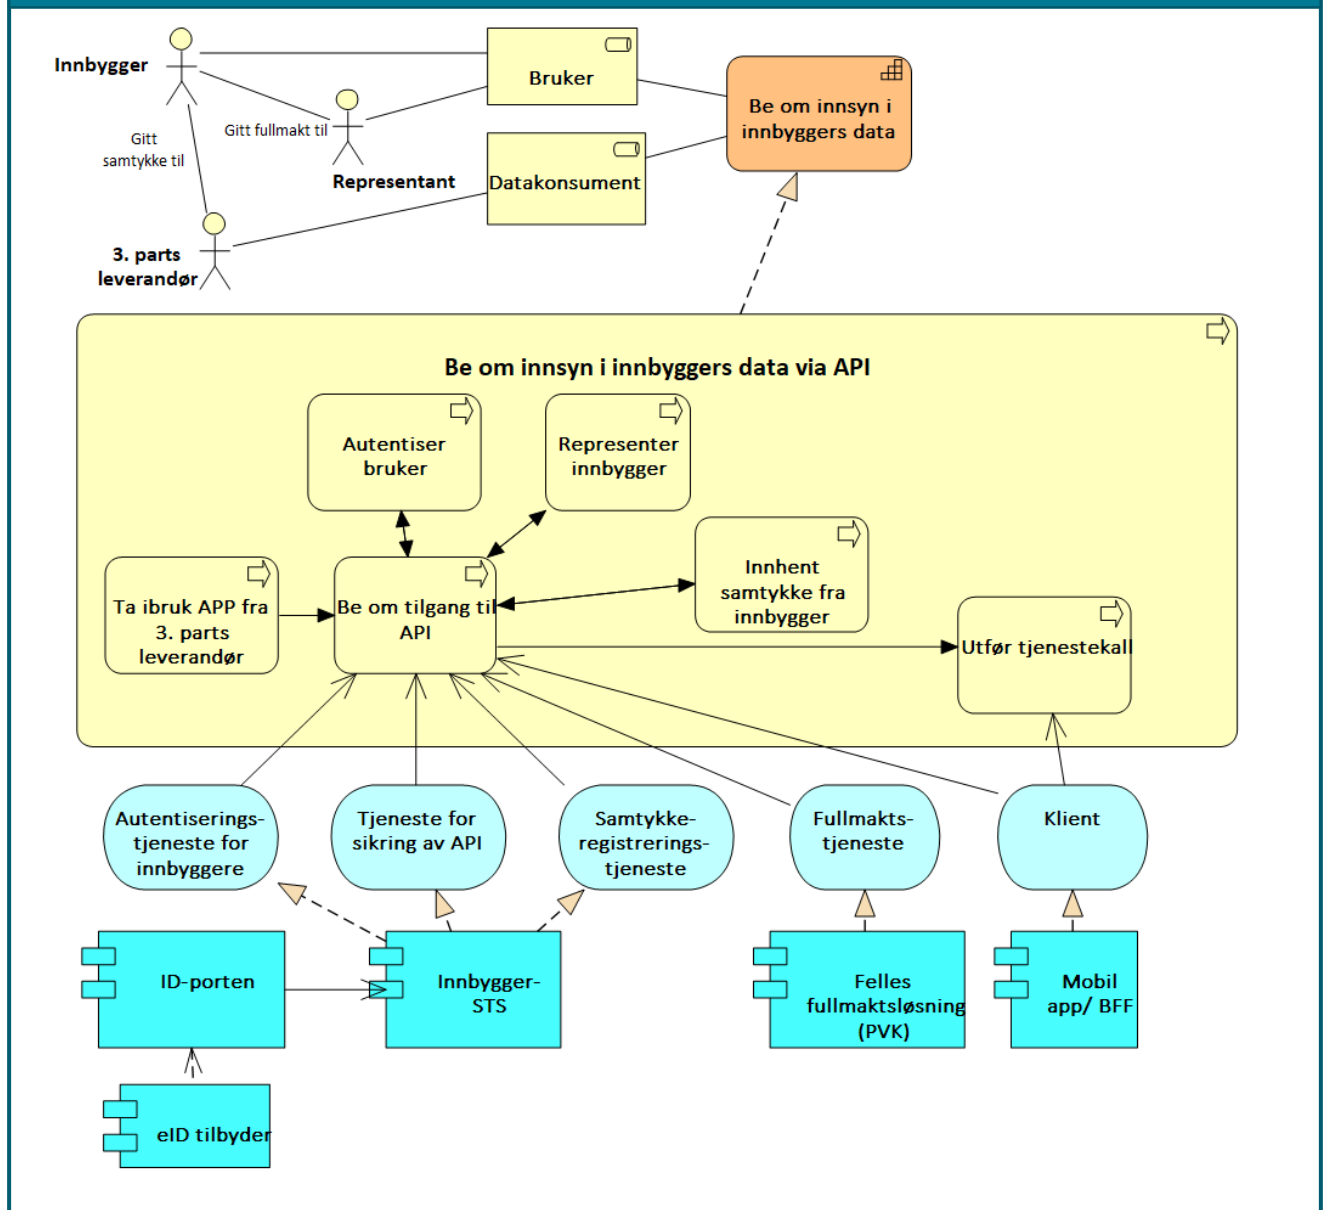 Innbygger
Bruker
Be om innsyn i
innbyggers data
Gitt fullmakt til
Gitt
samtykke til
Representant
Datakonsument
3. parts
leverandør
Be om innsyn i innbyggers data via API
Autentiser
bruker
Representer
innbygger
Innhent
samtykke fra
innbygger
Ta ibruk APP fra
3. parts
leverandør
Be om tilgang til
API
Utfør tjenestekall
Autentiserings-
tjeneste for
innbyggere
Tjeneste for
sikring av API
Samtykke-
registrerings-
tjeneste
Fullmakts-
tjeneste
Klient
ID-porten
Innbygger-
STS
Felles
fullmaktsløsning
(PVK)
Mobil
app/ BFF
eID tilbyder